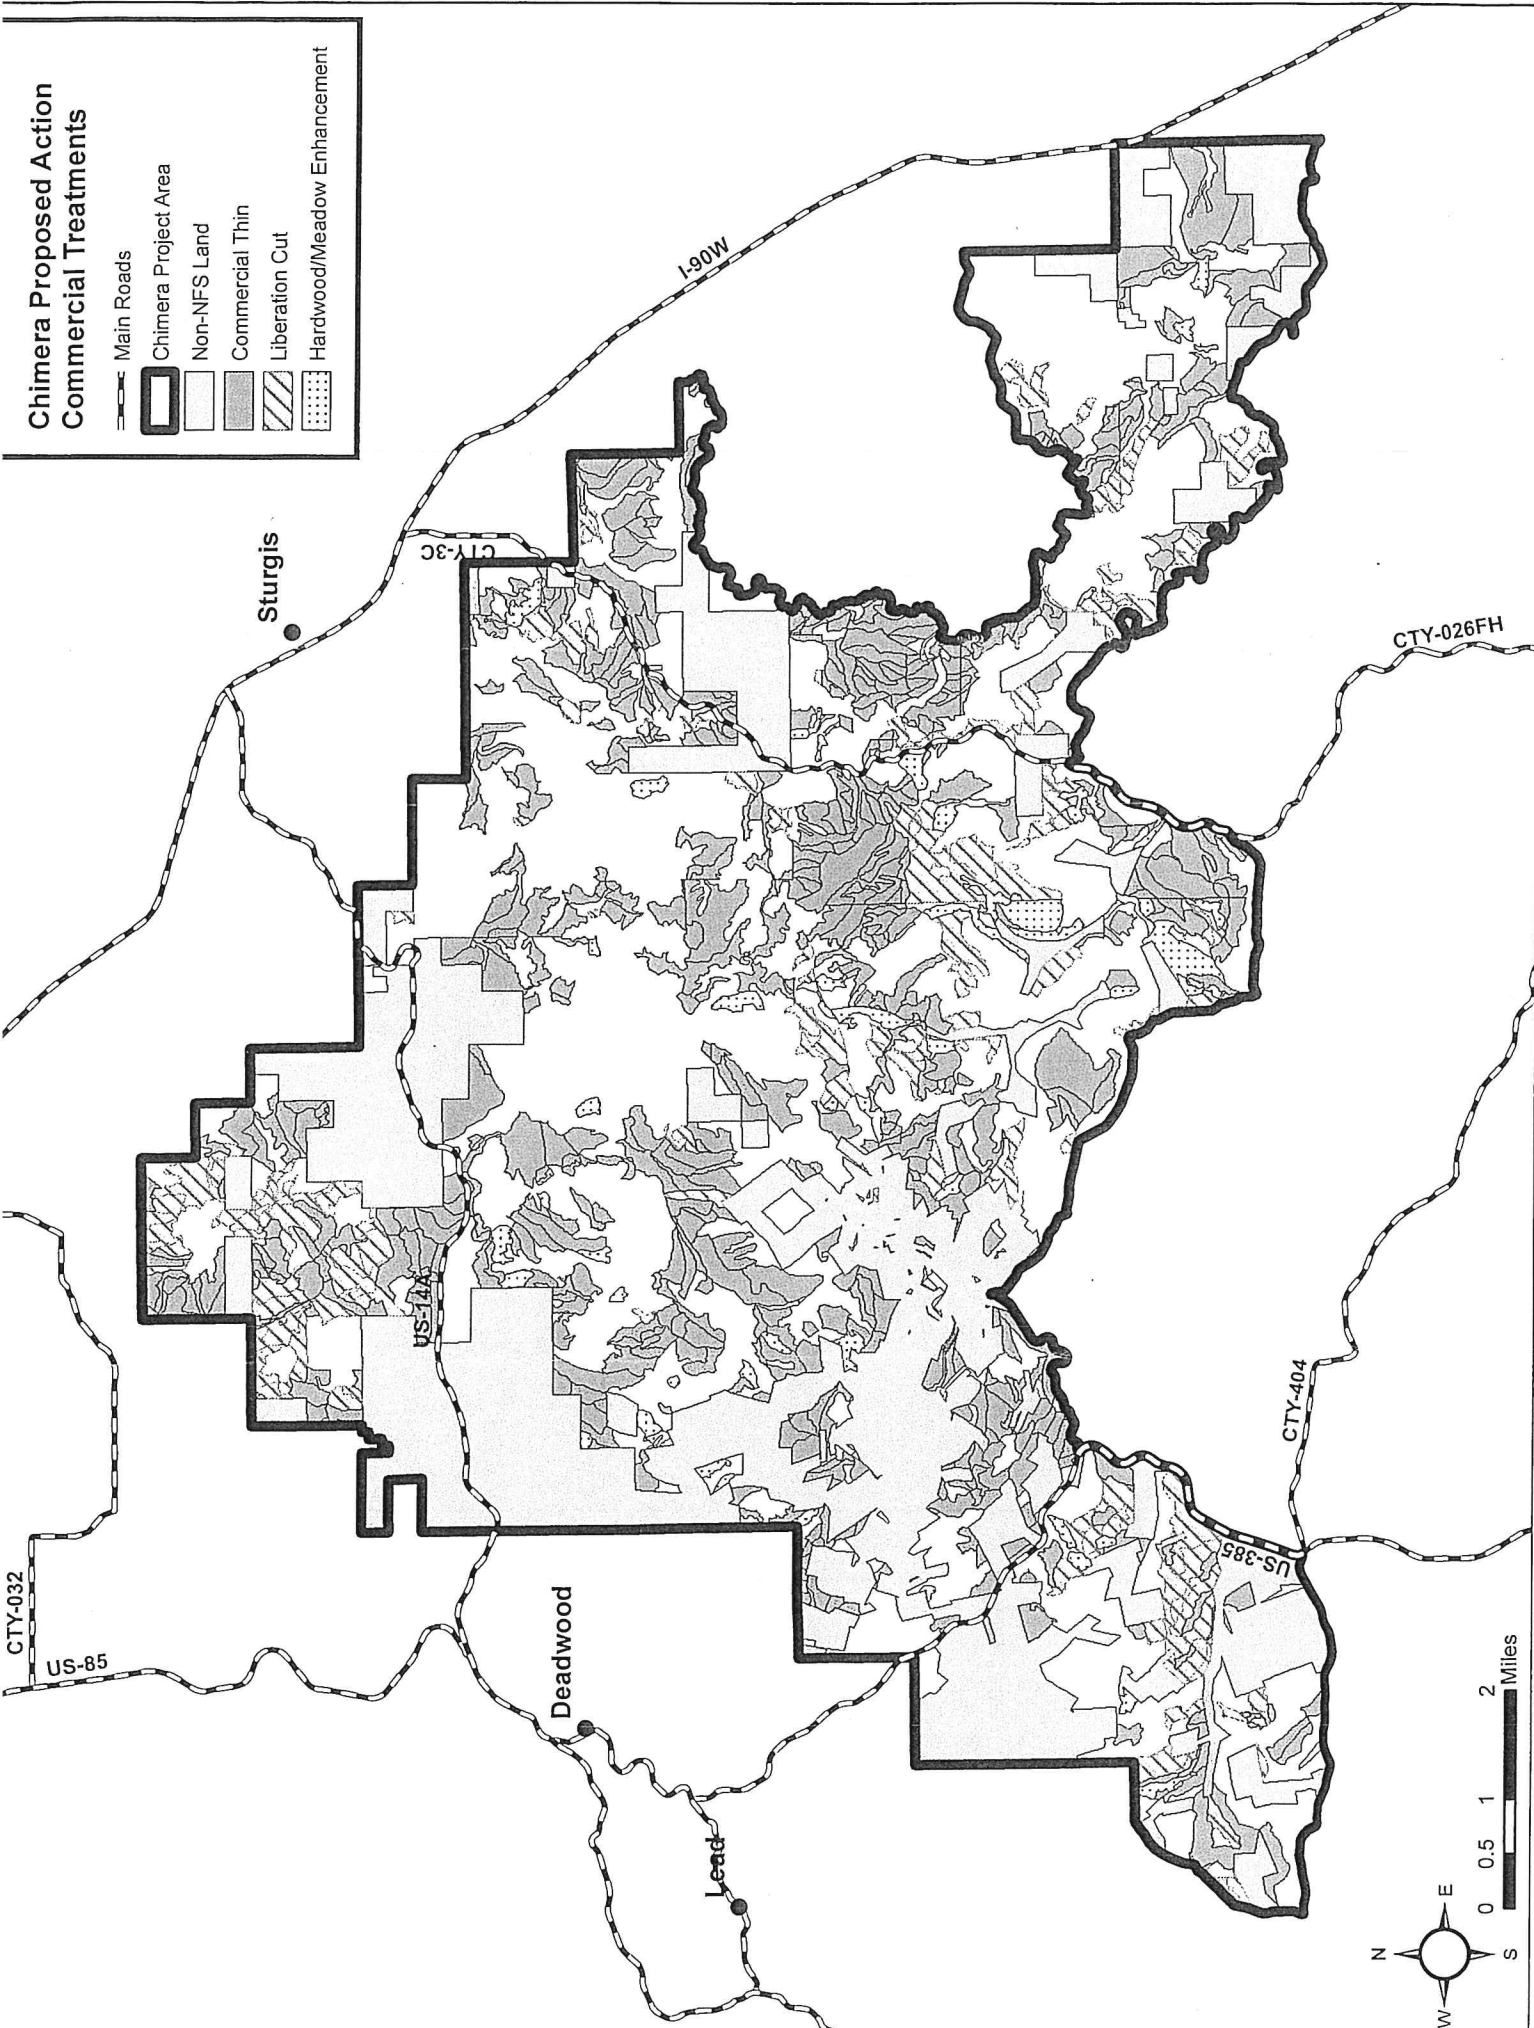 Chimera Proposed Action
Commercial Treatments
Main Roads
Chimera Project Area
Non-NFS Land
Commercial Thin
Liberation Cut
Hardwood/Meadow Enhancement
CTY-032
US-85
Sturgis
I-90W
CTY-3C
US-14A
Deadwood
Lead
CTY-026FH
CTY-404
US-385
N
W
E
S
0 0.5 1 2
Miles